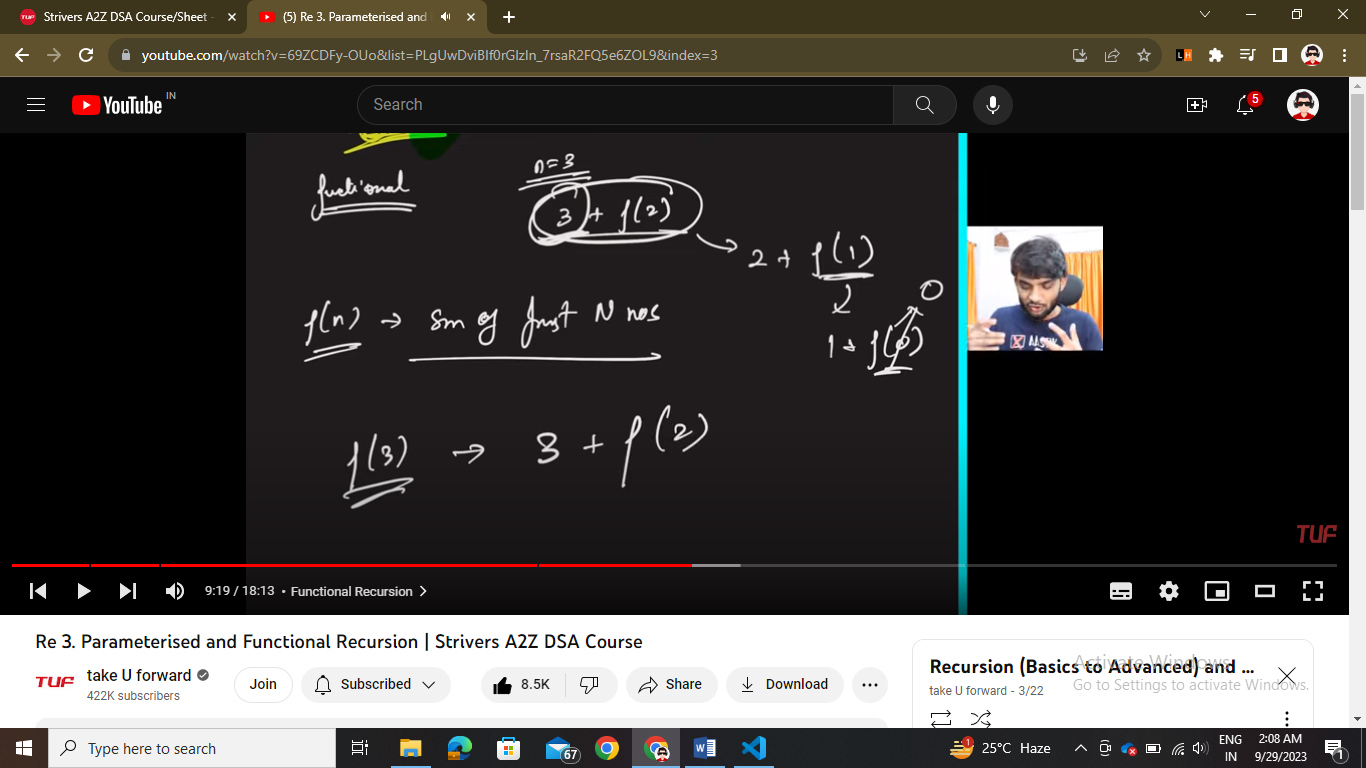 Strivers A2Z DSA Course/Sheet -
(5) Re 3. Parameterised and
youtube.com/watch?v=69ZCDFy-OUo&list=PLgUwDviBIf0rGlzIn_7rsaR2FQ5e6ZOL9&index=3
YouTube IN
Search
5
n=3
fuctional
3 + f(2)
2 + f(1)
0
f(n) → Sm of first N nos
1 + f(0)
f(3) → 3 + f(2)
TUF
9:19 / 18:13 • Functional Recursion
Re 3. Parameterised and Functional Recursion | Strivers A2Z DSA Course
TUF
take U forward
422K subscribers
Join
Subscribed
8.5K
Share
Download
Recursion (Basics to Advanced) and ...
take U forward - 3/22
Activate Windows
Go to Settings to activate Windows.
Type here to search
67
1
25°C Haze
ENG
IN
2:08 AM
9/29/2023
1